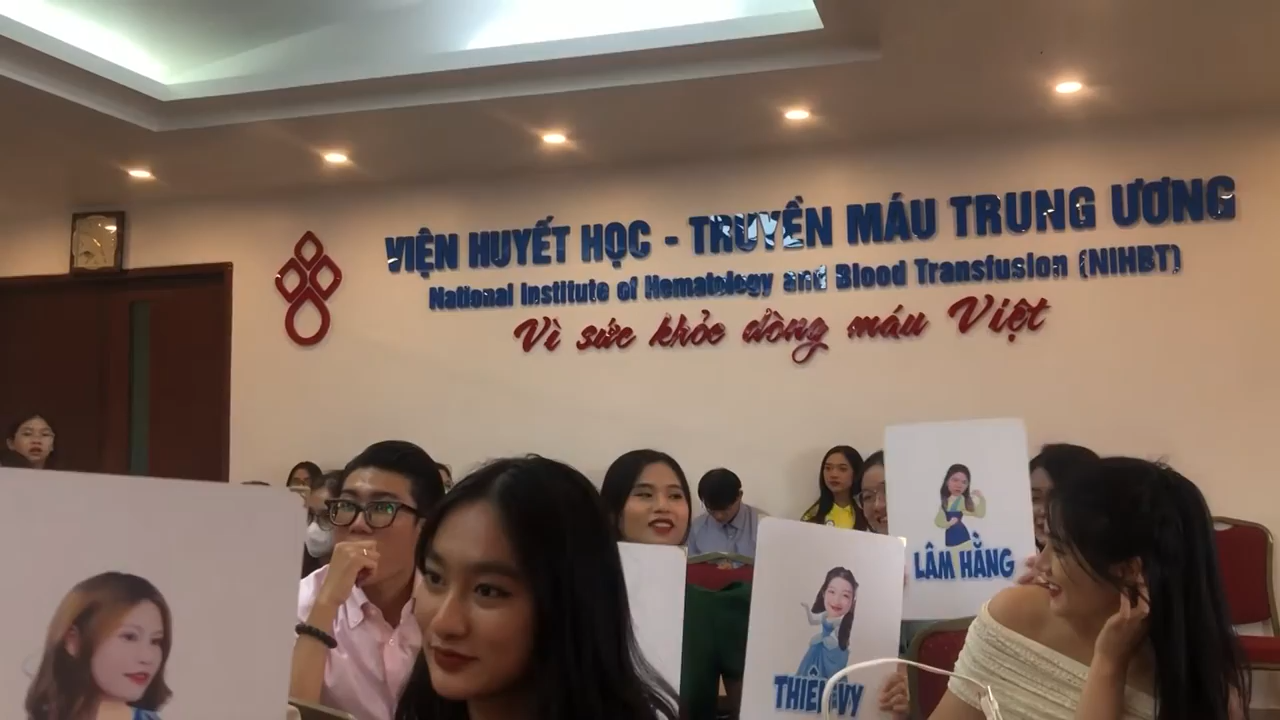 VIỆN HUYẾT HỌC - TRUYỀN MÁU TRUNG ƯƠNG
National Institute of Hematology and Blood Transfusion (NIHBT)
Vì sức khỏe dòng máu Việt
LÂM HẰNG
VY